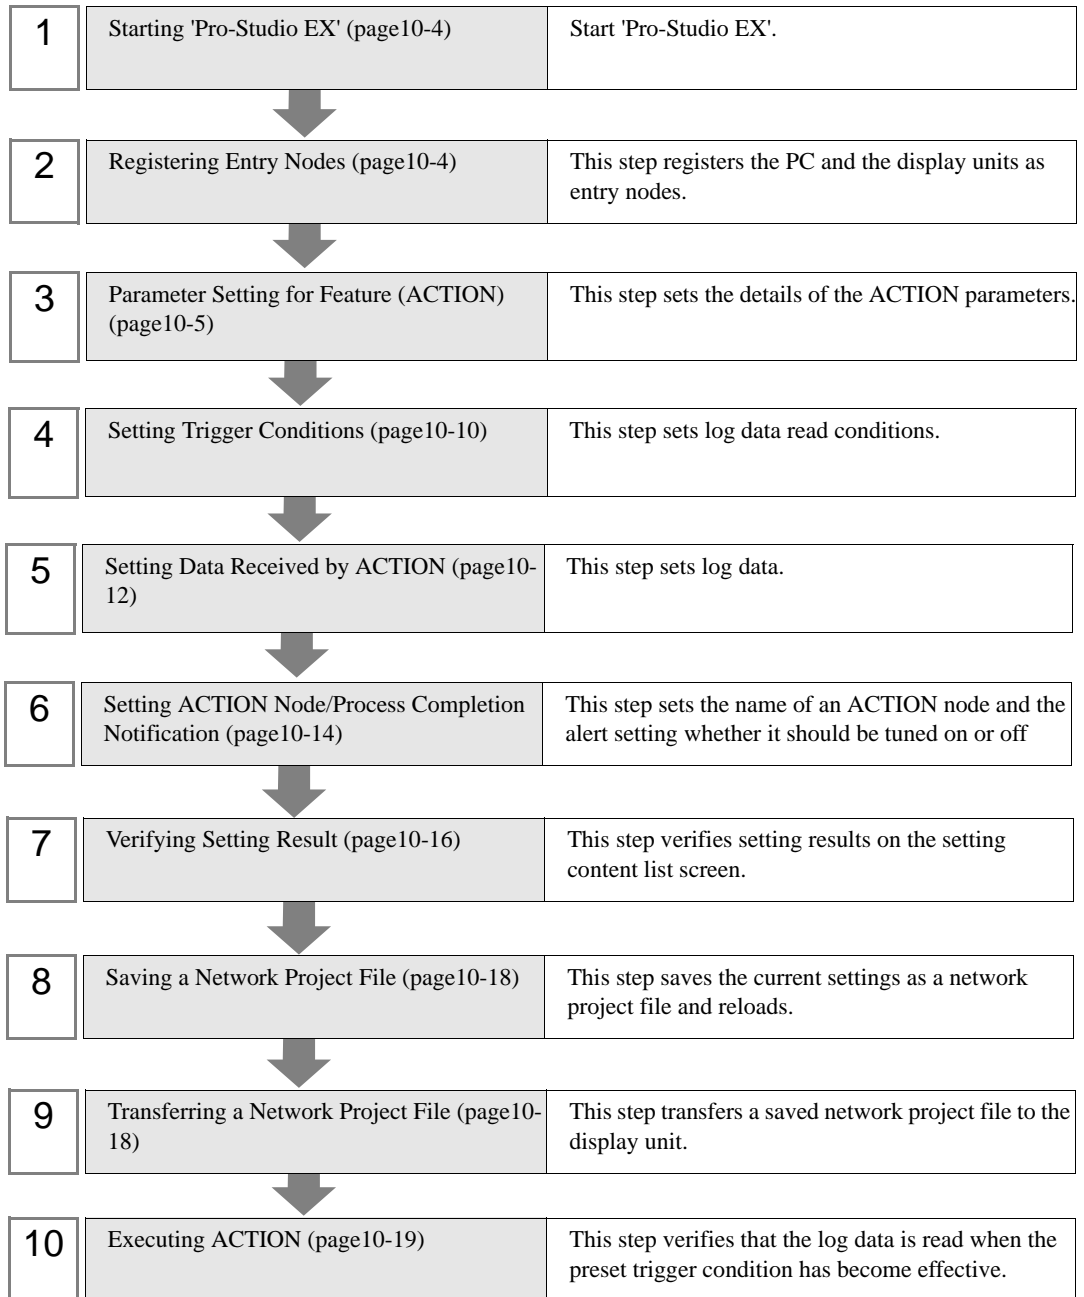 1
Starting 'Pro-Studio EX' (page10-4)
Start 'Pro-Studio EX'.
2
Registering Entry Nodes (page10-4)
This step registers the PC and the display units as
entry nodes.
3
Parameter Setting for Feature (ACTION)
(page10-5)
This step sets the details of the ACTION parameters.
4
Setting Trigger Conditions (page10-10)
This step sets log data read conditions.
5
Setting Data Received by ACTION (page10-
12)
This step sets log data.
6
Setting ACTION Node/Process Completion
Notification (page10-14)
This step sets the name of an ACTION node and the
alert setting whether it should be tuned on or off
7
Verifying Setting Result (page10-16)
This step verifies setting results on the setting
content list screen.
8
Saving a Network Project File (page10-18)
This step saves the current settings as a network
project file and reloads.
9
Transferring a Network Project File (page10-
18)
This step transfers a saved network project file to the
display unit.
10
Executing ACTION (page10-19)
This step verifies that the log data is read when the
preset trigger condition has become effective.